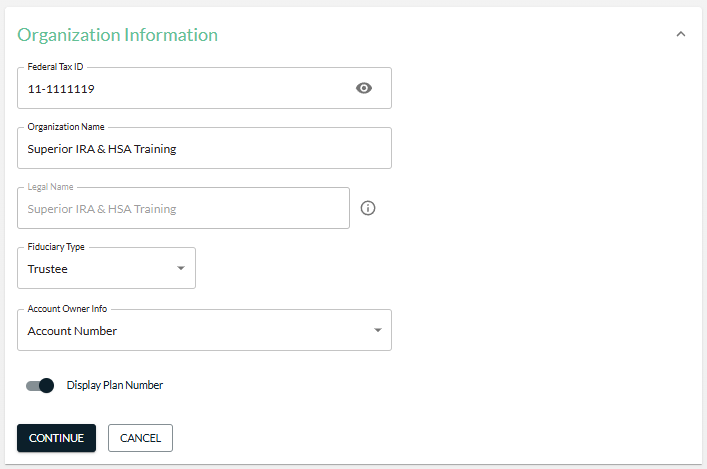 Organization Information
Federal Tax ID
11-1111119
Organization Name
Superior IRA & HSA Training
Legal Name
Superior IRA & HSA Training
Fiduciary Type
Trustee
Account Owner Info
Account Number
Display Plan Number
CONTINUE CANCEL